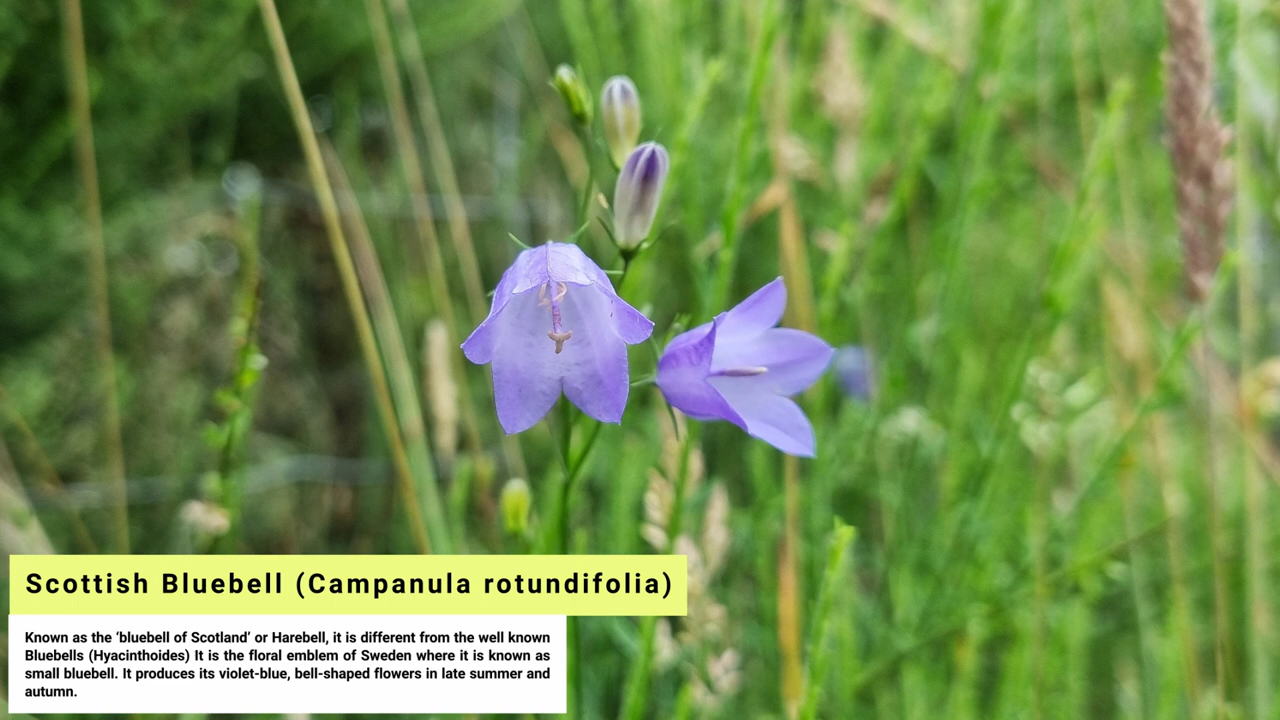 Scottish Bluebell (Campanula rotundifolia)
Known as the ‘bluebell of Scotland’ or Harebell, it is different from the well known
Bluebells (Hyacinthoides) It is the floral emblem of Sweden where it is known as
small bluebell. It produces its violet-blue, bell-shaped flowers in late summer and
autumn.